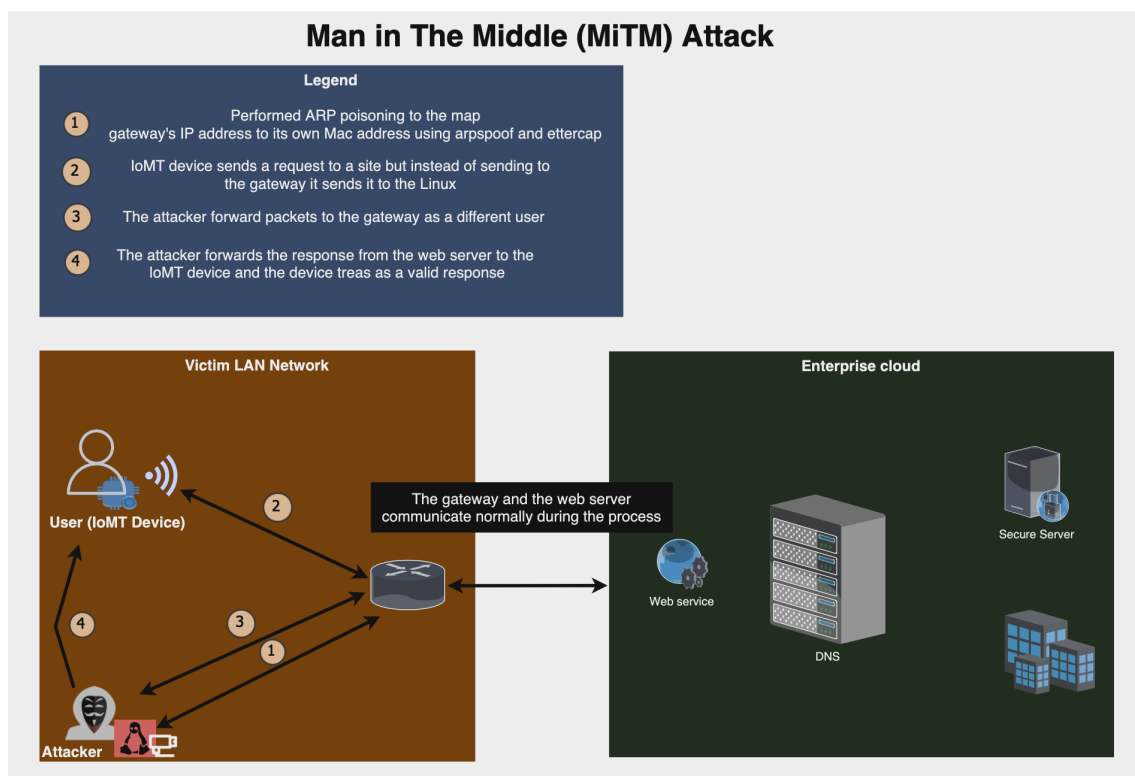 Man in The Middle (MiTM) Attack
Legend
1
Performed ARP poisoning to the map
gateway's IP address to its own Mac address using arpspoof and ettercap
2
IoMT device sends a request to a site but instead of sending to
the gateway it sends it to the Linux
3
The attacker forward packets to the gateway as a different user
4
The attacker forwards the response from the web server to the
IoMT device and the device treas as a valid response
Victim LAN Network
User (IoMT Device)
2
4
3
1
Attacker
The gateway and the web server
communicate normally during the process
Enterprise cloud
Web service
DNS
Secure Server